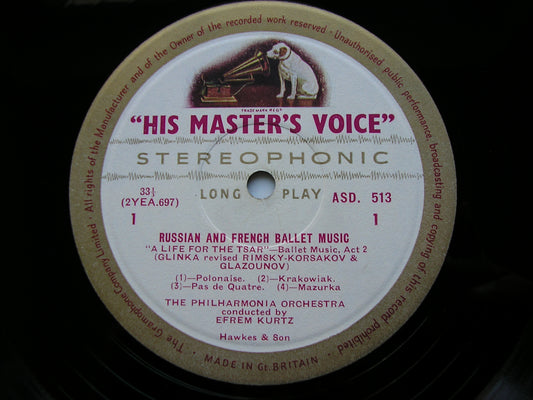 The Manufacturer and of the Owner of the recorded work reserved · Unauthorised public performance, broadcasting and copying of this record prohibited · The Gramophone Company Limited · All rights of
TRADEMARK REGD
"HIS MASTER'S VOICE"
STEREOPHONIC
33⅓ LONG PLAY ASD. 513
(2YEA.697)
1 1
RUSSIAN AND FRENCH BALLET MUSIC
"A LIFE FOR THE TSAR"—Ballet Music, Act 2
(GLINKA revised RIMSKY-KORSAKOV &
GLAZOUNOV)
(1)—Polonaise. (2)—Krakowiak.
(3)—Pas de Quatre. (4)—Mazurka
THE PHILHARMONIA ORCHESTRA
conducted by
EFREM KURTZ
Hawkes & Son
MADE IN Gt. BRITAIN